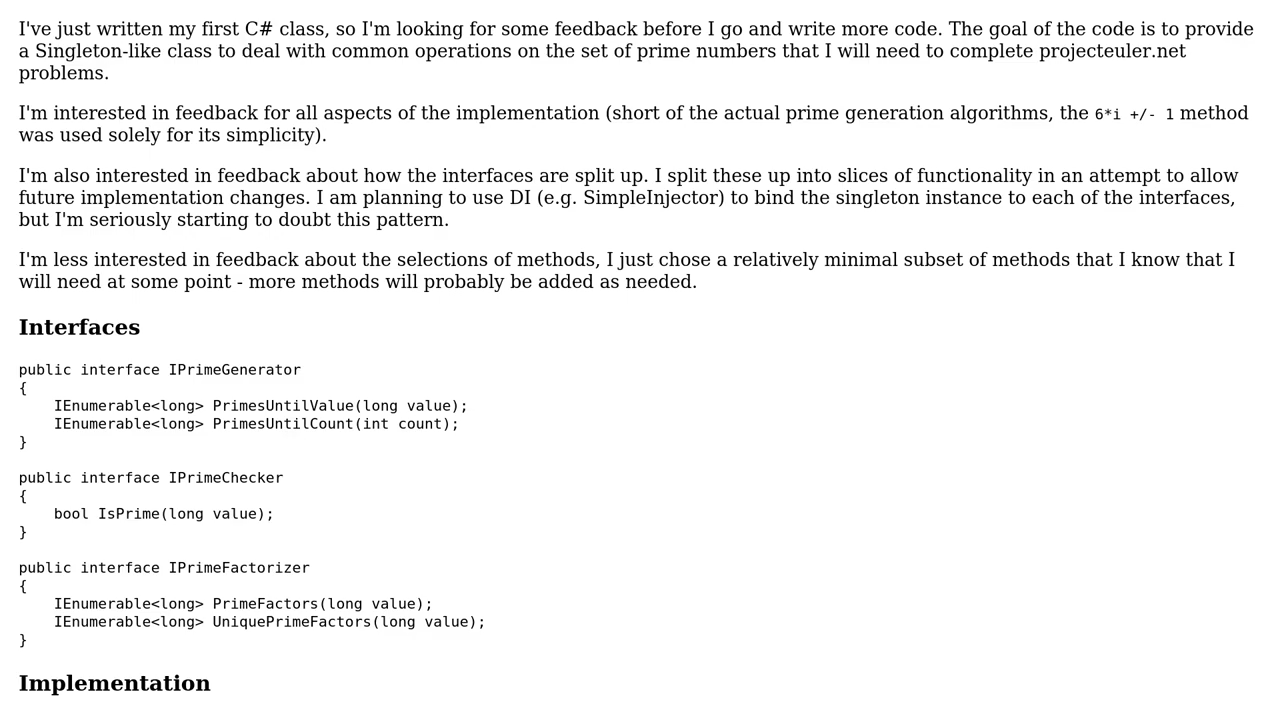 I've just written my first C# class, so I'm looking for some feedback before I go and write more code. The goal of the code is to provide
a Singleton-like class to deal with common operations on the set of prime numbers that I will need to complete projecteuler.net
problems.
I'm interested in feedback for all aspects of the implementation (short of the actual prime generation algorithms, the 6*i +/- 1 method
was used solely for its simplicity).
I'm also interested in feedback about how the interfaces are split up. I split these up into slices of functionality in an attempt to allow
future implementation changes. I am planning to use DI (e.g. SimpleInjector) to bind the singleton instance to each of the interfaces,
but I'm seriously starting to doubt this pattern.
I'm less interested in feedback about the selections of methods, I just chose a relatively minimal subset of methods that I know that I
will need at some point - more methods will probably be added as needed.
Interfaces
public interface IPrimeGenerator
{
    IEnumerable<long> PrimesUntilValue(long value);
    IEnumerable<long> PrimesUntilCount(int count);
}
public interface IPrimeChecker
{
    bool IsPrime(long value);
}
public interface IPrimeFactorizer
{
    IEnumerable<long> PrimeFactors(long value);
    IEnumerable<long> UniquePrimeFactors(long value);
}
Implementation